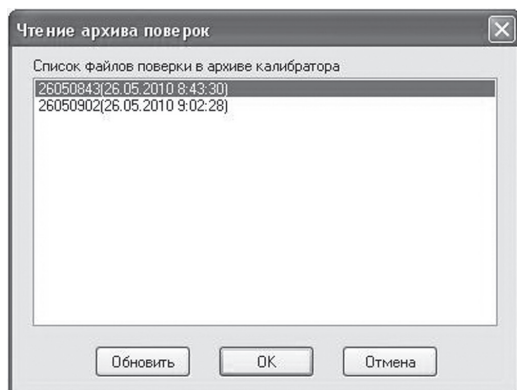 Чтение архива поверок
Список файлов поверки в архиве калибратора
26050843(26.05.2010 8:43:30)
26050902(26.05.2010 9:02:28)
Обновить
OK
Отмена